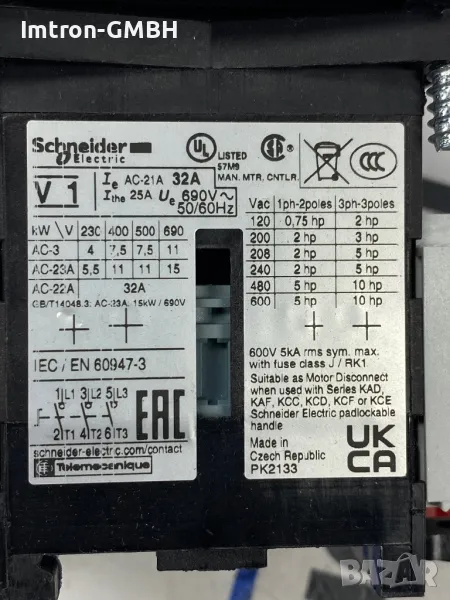 Imtron-GMBH
Schneider Electric
UL LISTED 57M9 MAN. MTR. CNTLR.
V 1
Ie AC-21A 32A
Ithe 25A Ue 690V~ 50/60Hz
kW \ V 230 400 500 690
AC-3 4 7,5 7,5 11
AC-23A 5,5 11 11 15
AC-22A 32A
GB/T14048.3: AC-23A, 15kW / 690V
IEC / EN 60947-3
1|L1 3|L2 5|L3
2|T1 4|T2 6|T3
EAC
schneider-electric.com/contact
Telemecanique
Vac 1ph-2poles 3ph-3poles
120 0,75 hp 2 hp
200 2 hp 3 hp
208 2 hp 5 hp
240 2 hp 5 hp
480 5 hp 10 hp
600 5 hp 10 hp
600V 5kA rms sym. max.
with fuse class J / RK1
Suitable as Motor Disconnect
when used with Series KAD,
KAF, KCC, KCD, KCF or KCE
Schneider Electric padlockable
handle
Made in
Czech Republic
PK2133
UK
CA
BAZAR